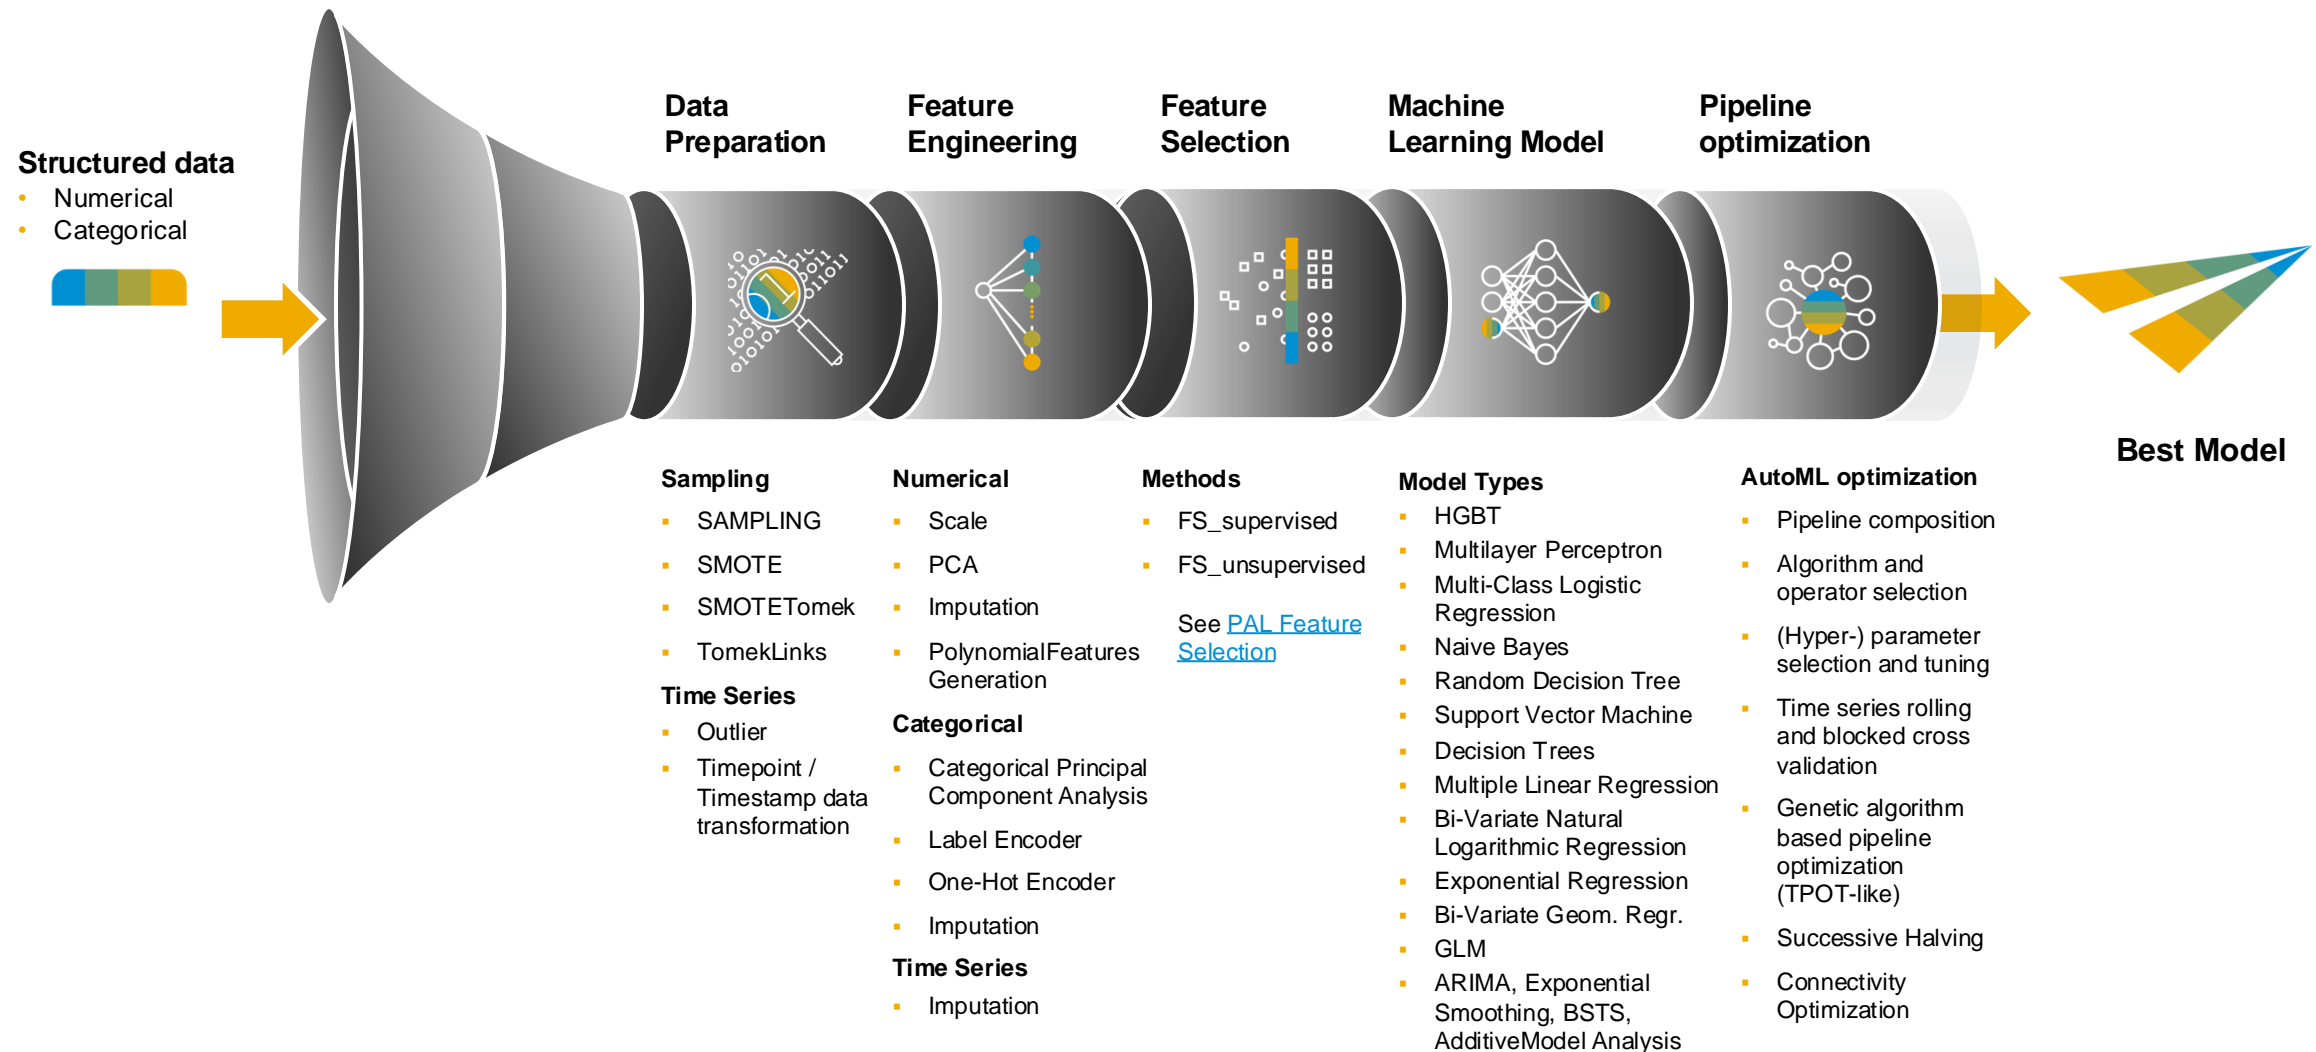 Structured data
• Numerical
• Categorical
Data
Preparation
Feature
Engineering
Feature
Selection
Machine
Learning Model
Pipeline
optimization
Best Model
Sampling
▪ SAMPLING
▪ SMOTE
▪ SMOTETomek
▪ TomekLinks
Time Series
▪ Outlier
▪ Timepoint /
Timestamp data
transformation
Numerical
▪ Scale
▪ PCA
▪ Imputation
▪ PolynomialFeatures
Generation
Categorical
▪ Categorical Principal
Component Analysis
▪ Label Encoder
▪ One-Hot Encoder
▪ Imputation
Time Series
▪ Imputation
Methods
▪ FS_supervised
▪ FS_unsupervised
See PAL Feature
Selection
Model Types
▪ HGBT
▪ Multilayer Perceptron
▪ Multi-Class Logistic
Regression
▪ Naive Bayes
▪ Random Decision Tree
▪ Support Vector Machine
▪ Decision Trees
▪ Multiple Linear Regression
▪ Bi-Variate Natural
Logarithmic Regression
▪ Exponential Regression
▪ Bi-Variate Geom. Regr.
▪ GLM
▪ ARIMA, Exponential
Smoothing, BSTS,
AdditiveModel Analysis
AutoML optimization
▪ Pipeline composition
▪ Algorithm and
operator selection
▪ (Hyper-) parameter
selection and tuning
▪ Time series rolling
and blocked cross
validation
▪ Genetic algorithm
based pipeline
optimization
(TPOT-like)
▪ Successive Halving
▪ Connectivity
Optimization